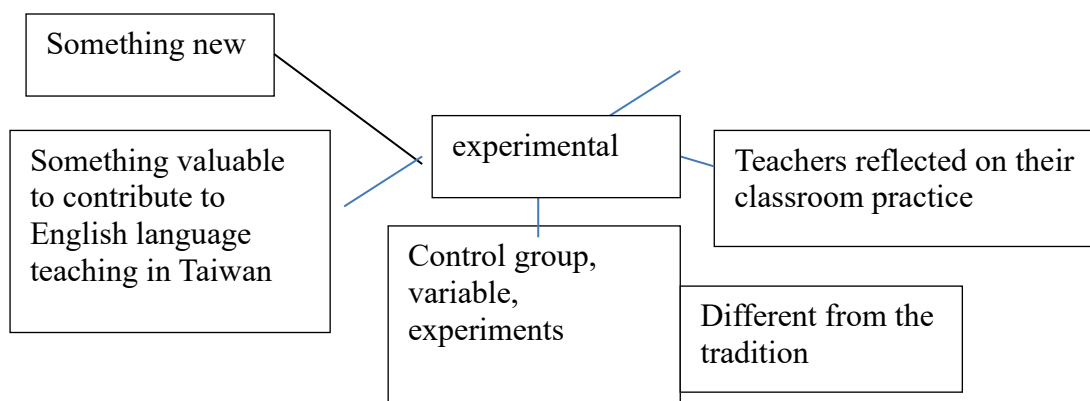 Something new
experimental
Something valuable
to contribute to
English language
teaching in Taiwan
Teachers reflected on their
classroom practice
Control group,
variable,
experiments
Different from the
tradition